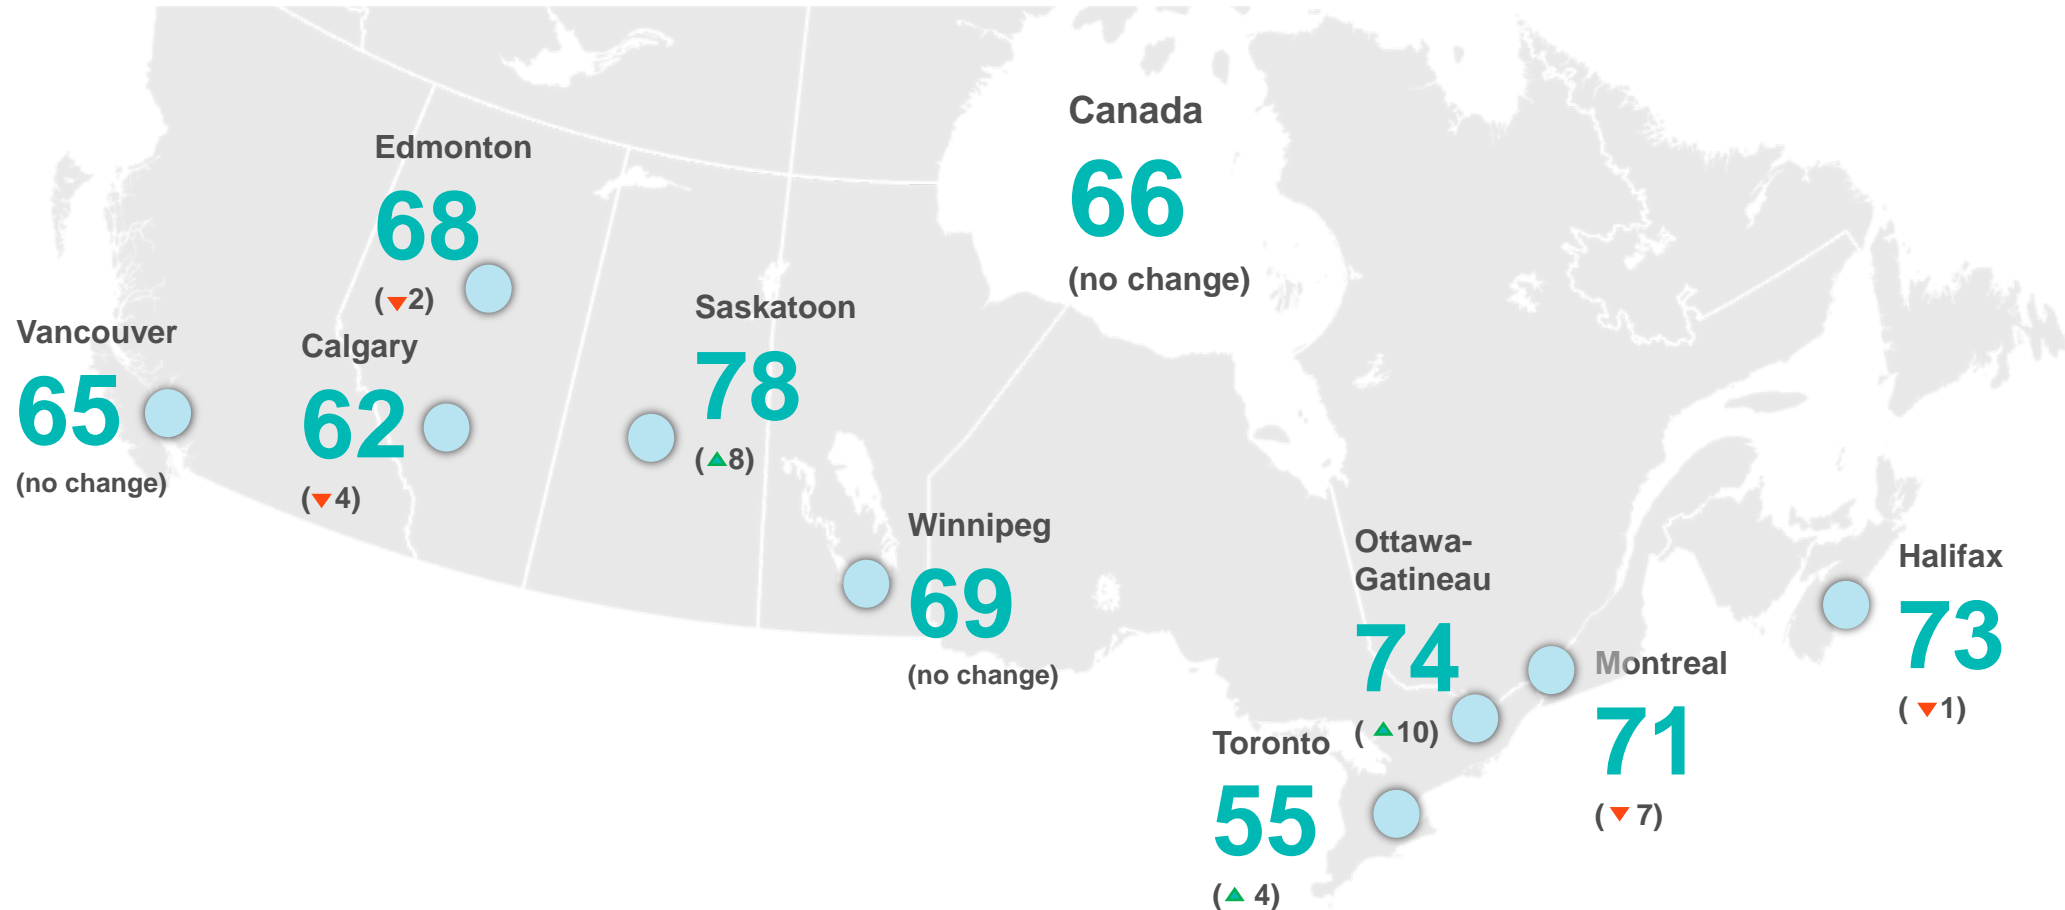 Canada
66
(no change)
Edmonton
68
(▼2)
Vancouver
65
(no change)
Calgary
62
(▼4)
Saskatoon
78
(▲8)
Winnipeg
69
(no change)
Ottawa-
Gatineau
74
( ▲10)
Toronto
55
(▲ 4)
Montreal
71
( ▼ 7)
Halifax
73
( ▼1)